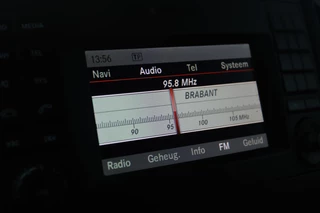 13:56 TP
Navi Audio Tel Systeem
95.8 MHz
BRABANT
90 95 100 105 MHz
Radio Geheug. Info FM Geluid